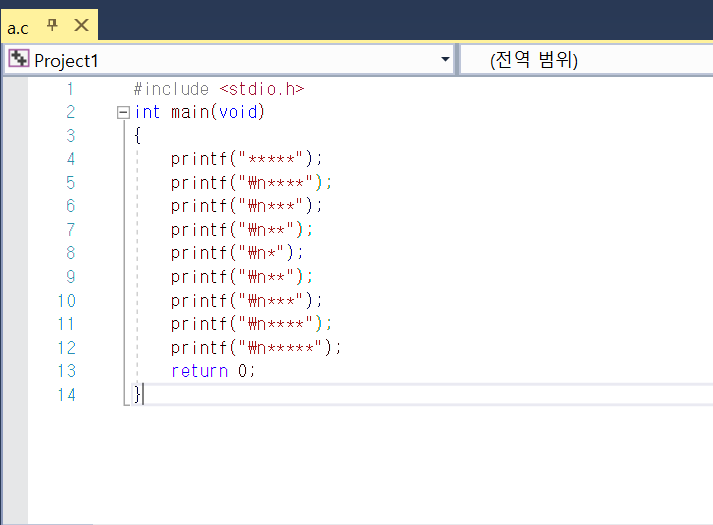 a.c
Project1 (전역 범위)
1 #include <stdio.h>
2 int main(void)
3 {
4 printf("*****");
5 printf("₩n****");
6 printf("₩n***");
7 printf("₩n**");
8 printf("₩n*");
9 printf("₩n**");
10 printf("₩n***");
11 printf("₩n****");
12 printf("₩n*****");
13 return 0;
14 }